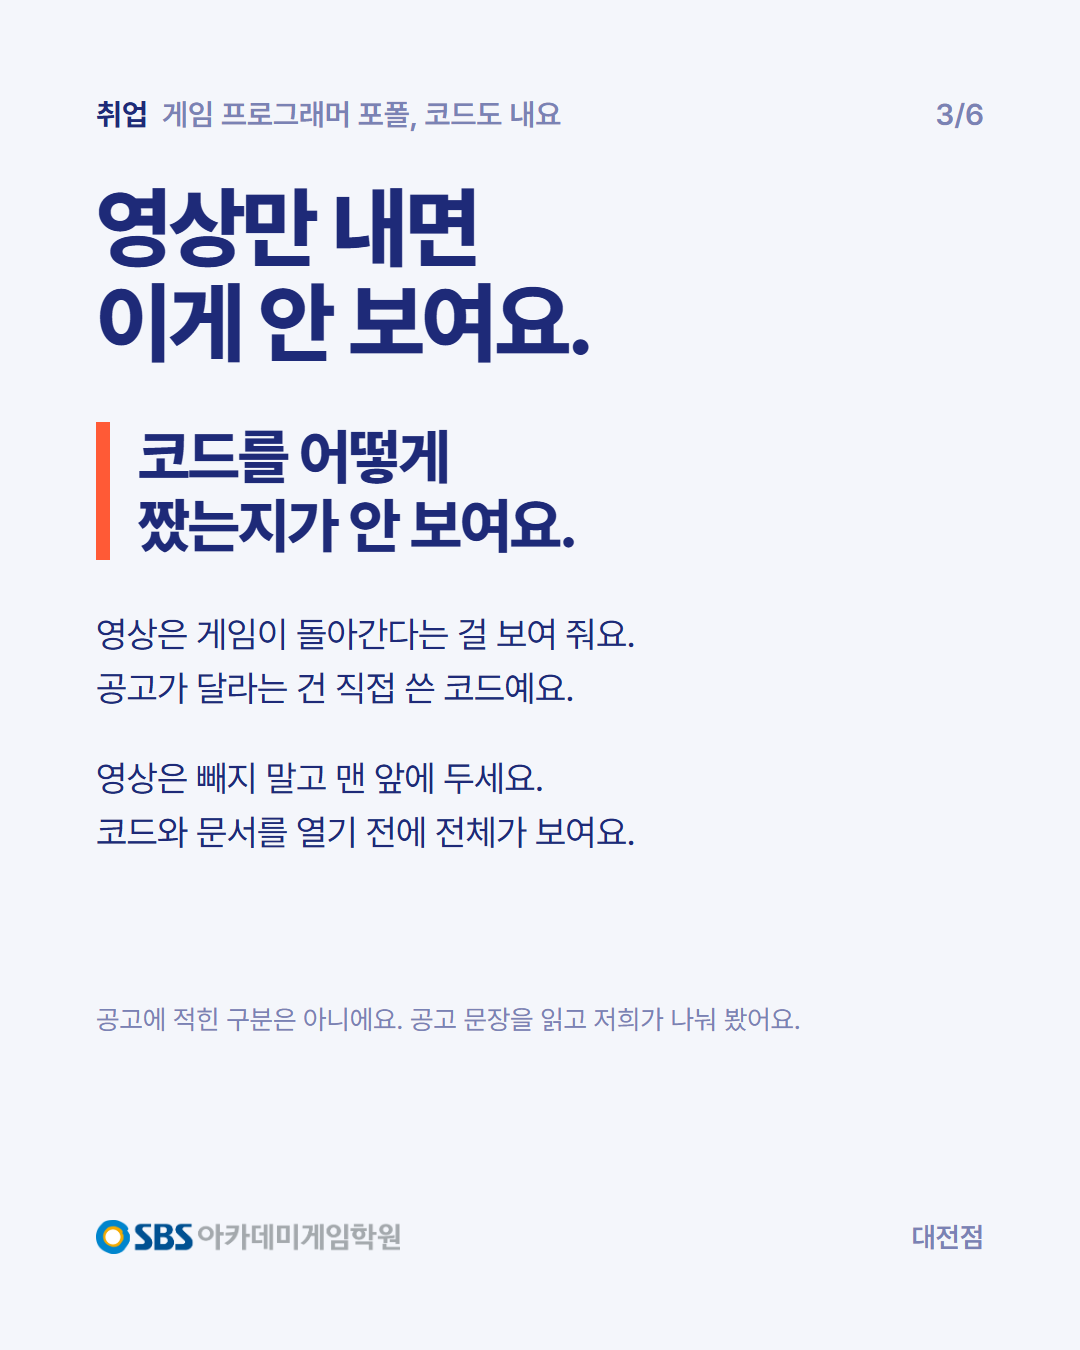 취업 게임 프로그래머 포폴, 코드도 내요
3/6
영상만 내면
이게 안 보여요.
코드를 어떻게
짰는지가 안 보여요.
영상은 게임이 돌아간다는 걸 보여 줘요.
공고가 달라는 건 직접 쓴 코드예요.
영상은 빼지 말고 맨 앞에 두세요.
코드와 문서를 열기 전에 전체가 보여요.
공고에 적힌 구분은 아니에요. 공고 문장을 읽고 저희가 나눠 봤어요.
SBS 아카데미게임학원
대전점